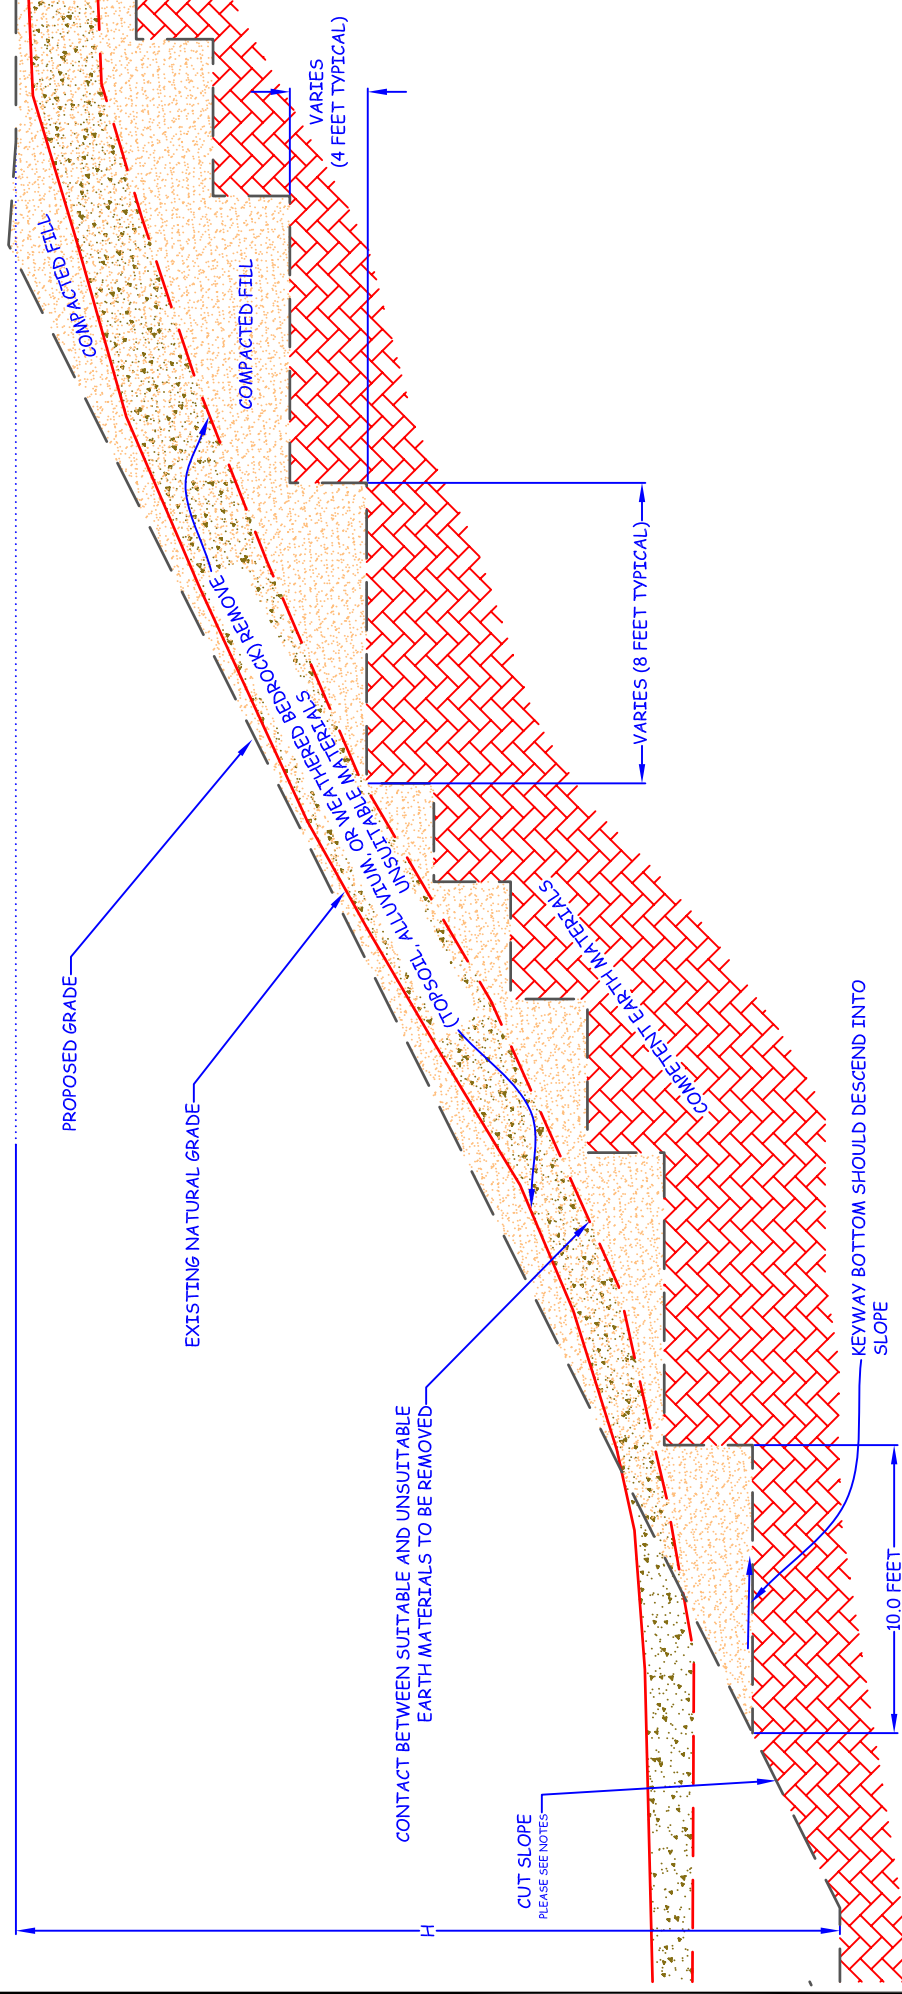 PROPOSED GRADE
EXISTING NATURAL GRADE
CONTACT BETWEEN SUITABLE AND UNSUITABLE
EARTH MATERIALS TO BE REMOVED
CUT SLOPE
PLEASE SEE NOTES
H
COMPACTED FILL
COMPACTED FILL
REMOVE
(TOPSOIL, ALLUVIUM, OR WEATHERED BEDROCK)
UNSUITABLE MATERIALS
COMPETENT EARTH MATERIALS
VARIES
(4 FEET TYPICAL)
VARIES (8 FEET TYPICAL)
KEYWAY BOTTOM SHOULD DESCEND INTO
SLOPE
10.0 FEET